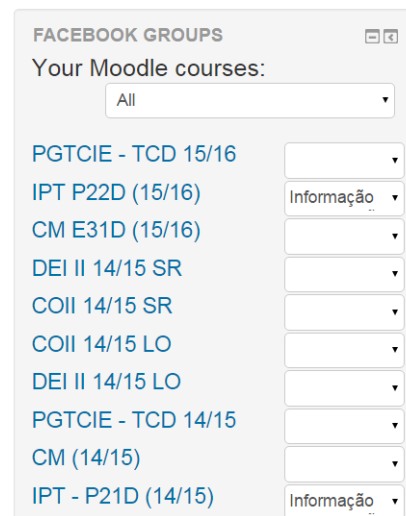 FACEBOOK GROUPS
Your Moodle courses:
All
PGTCIE - TCD 15/16
IPT P22D (15/16) Informação
CM E31D (15/16)
DEI II 14/15 SR
COII 14/15 SR
COII 14/15 LO
DEI II 14/15 LO
PGTCIE - TCD 14/15
CM (14/15)
IPT - P21D (14/15) Informação